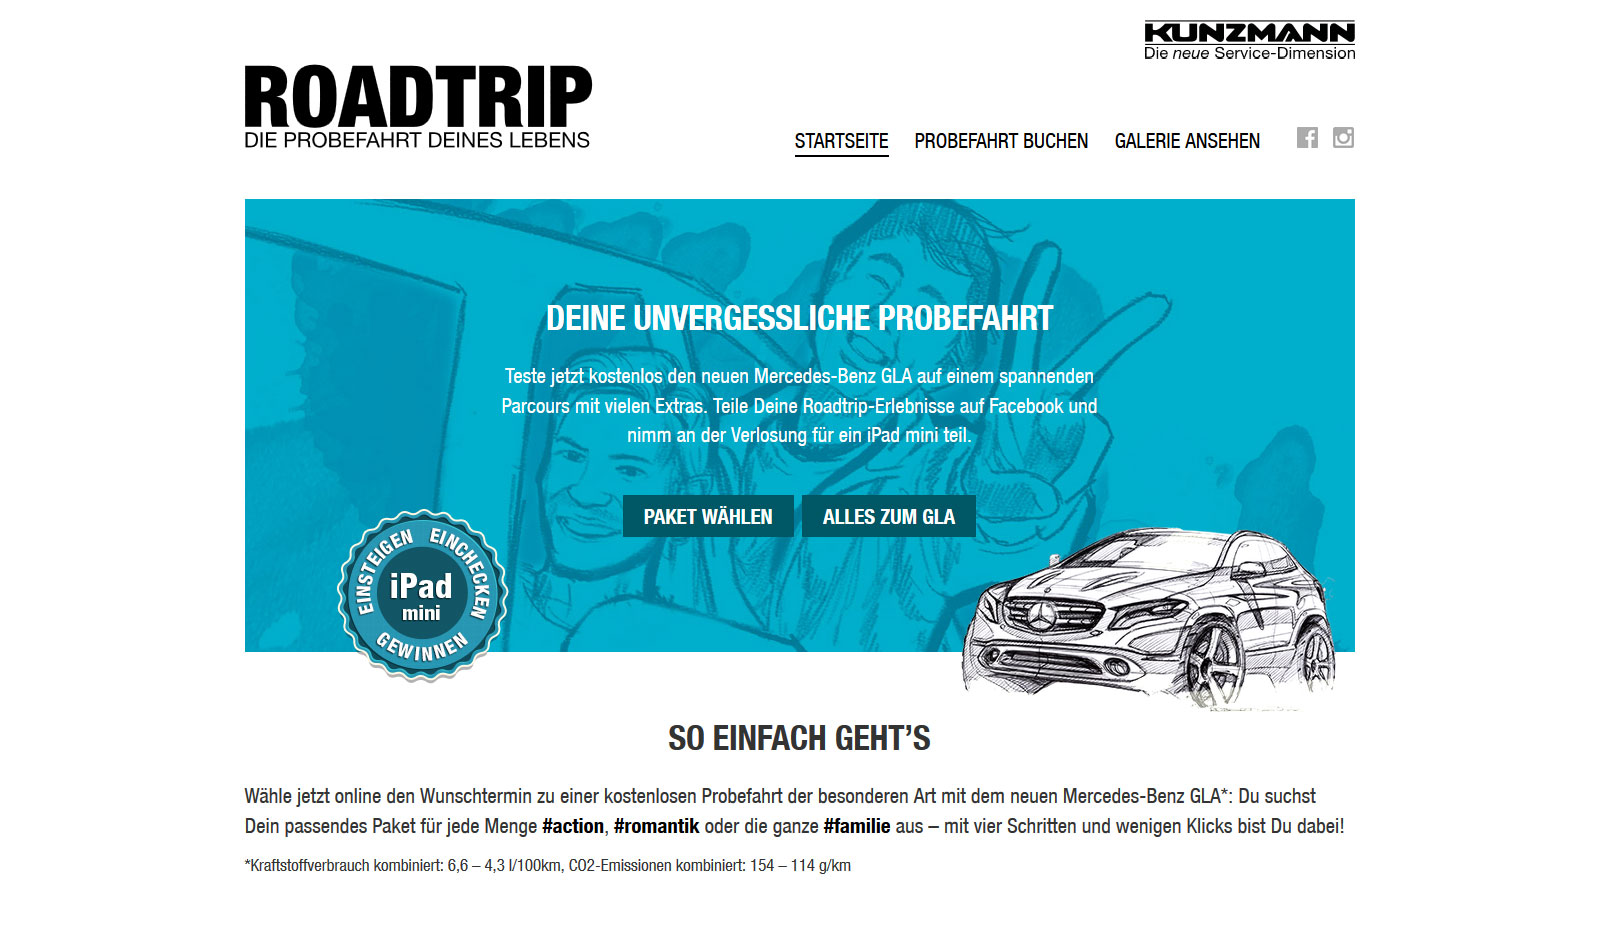 KUNZMANN
Die neue Service-Dimension
ROADTRIP
DIE PROBEFAHRT DEINES LEBENS
STARTSEITE PROBEFAHRT BUCHEN GALERIE ANSEHEN
DEINE UNVERGESSLICHE PROBEFAHRT
Teste jetzt kostenlos den neuen Mercedes-Benz GLA auf einem spannenden
Parcours mit vielen Extras. Teile Deine Roadtrip-Erlebnisse auf Facebook und
nimm an der Verlosung für ein iPad mini teil.
PAKET WÄHLEN ALLES ZUM GLA
EINSTEIGEN EINCHECKEN
iPad
mini
GEWINNEN
SO EINFACH GEHT’S
Wähle jetzt online den Wunschtermin zu einer kostenlosen Probefahrt der besonderen Art mit dem neuen Mercedes-Benz GLA*: Du suchst
Dein passendes Paket für jede Menge #action, #romantik oder die ganze #familie aus – mit vier Schritten und wenigen Klicks bist Du dabei!
*Kraftstoffverbrauch kombiniert: 6,6 – 4,3 l/100km, CO2-Emissionen kombiniert: 154 – 114 g/km